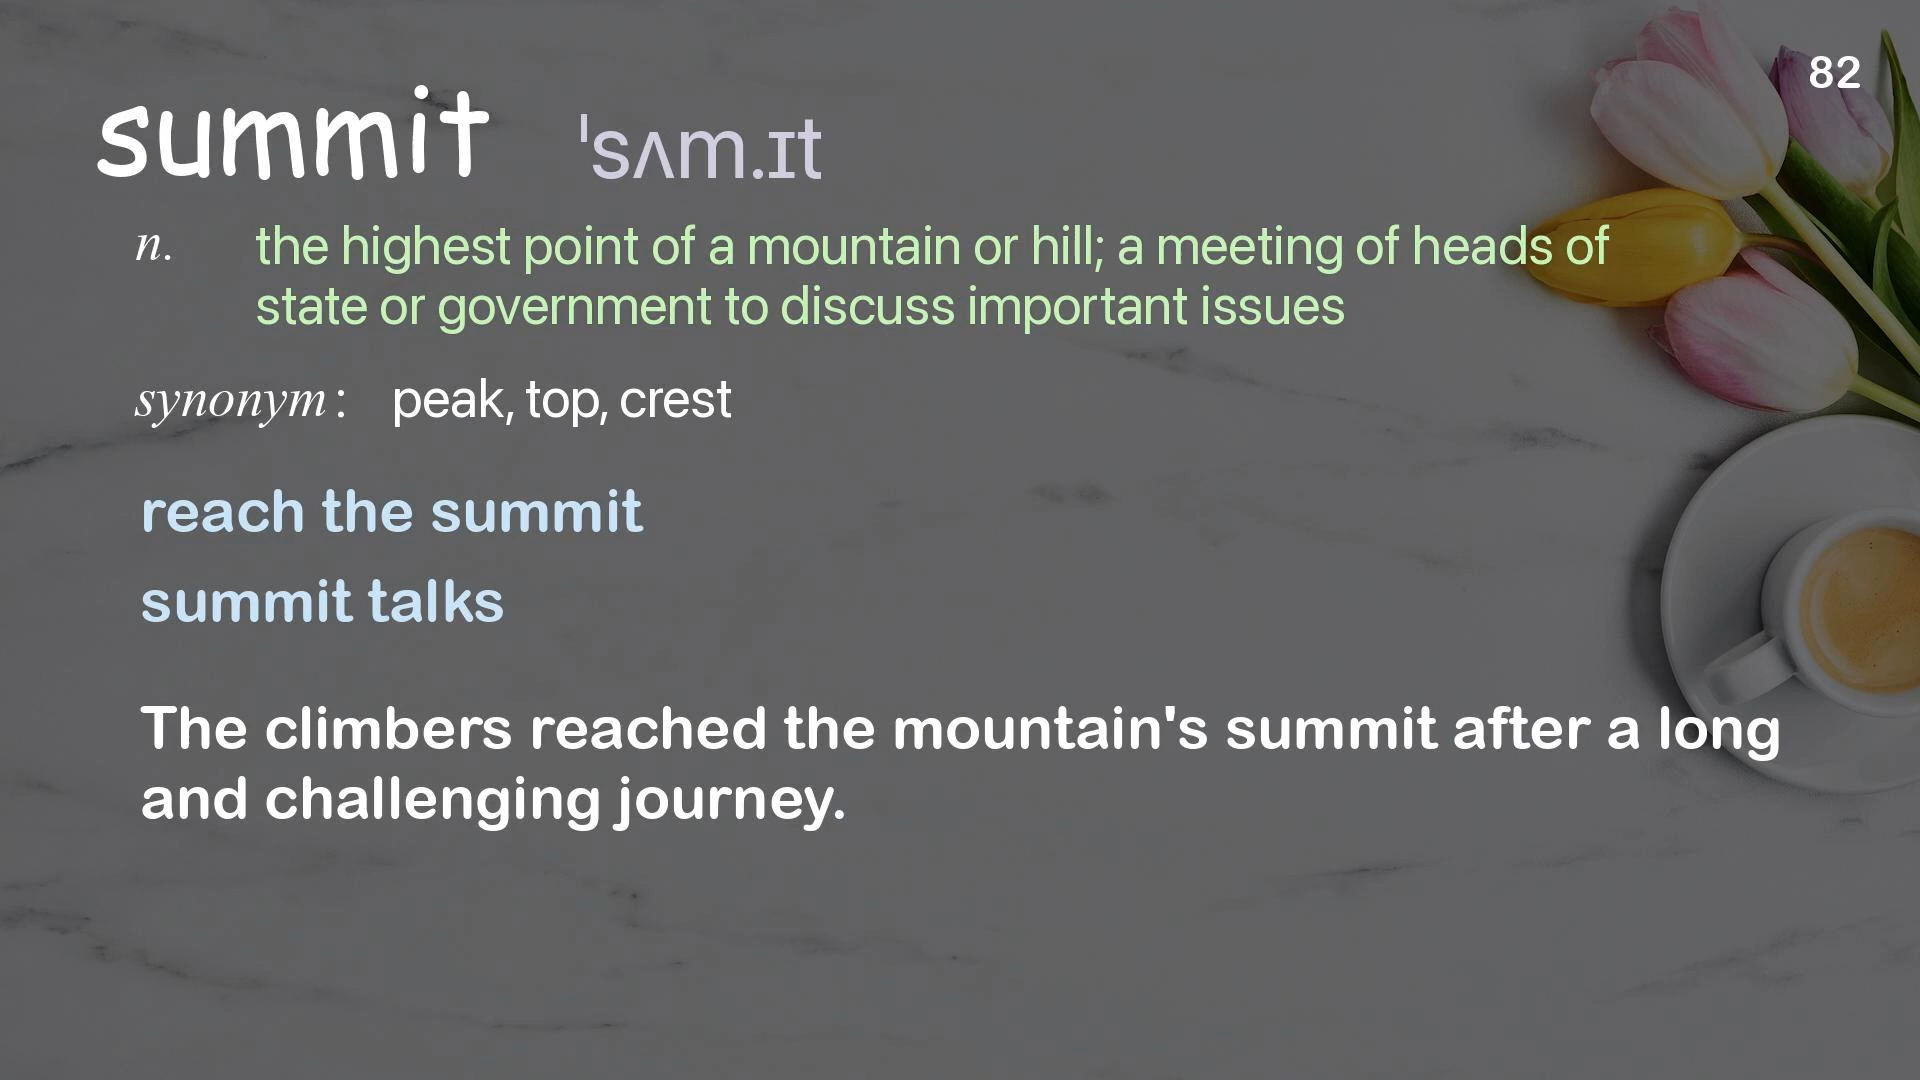 82
summit ˈsʌm.ɪt
n. the highest point of a mountain or hill; a meeting of heads of
state or government to discuss important issues
synonym: peak, top, crest
reach the summit
summit talks
The climbers reached the mountain's summit after a long
and challenging journey.